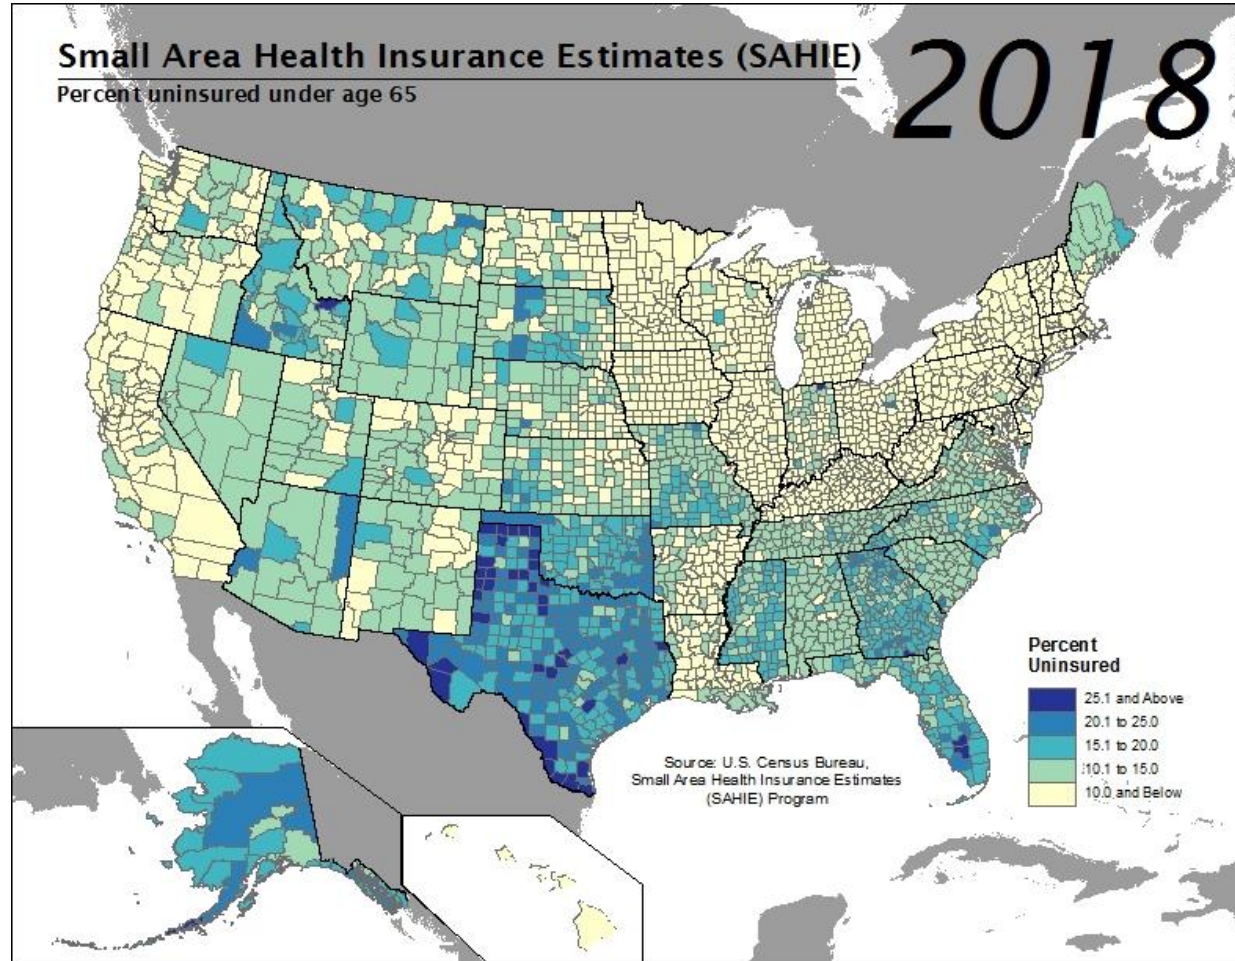 Small Area Health Insurance Estimates (SAHIE)
Percent uninsured under age 65
2018
Percent
Uninsured
25.1 and Above
20.1 to 25.0
15.1 to 20.0
10.1 to 15.0
10.0 and Below
Source: U.S. Census Bureau,
Small Area Health Insurance Estimates
(SAHIE) Program